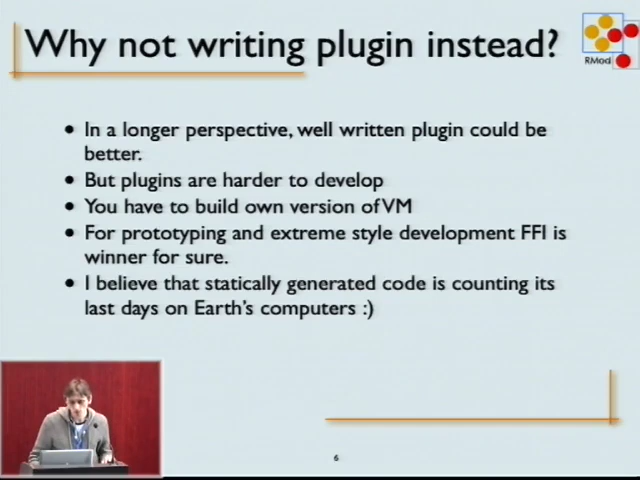 Why not writing plugin instead?
RMod
• In a longer perspective, well written plugin could be
better.
• But plugins are harder to develop
• You have to build own version of VM
• For prototyping and extreme style development FFI is
winner for sure.
• I believe that statically generated code is counting its
last days on Earth's computers :)
6